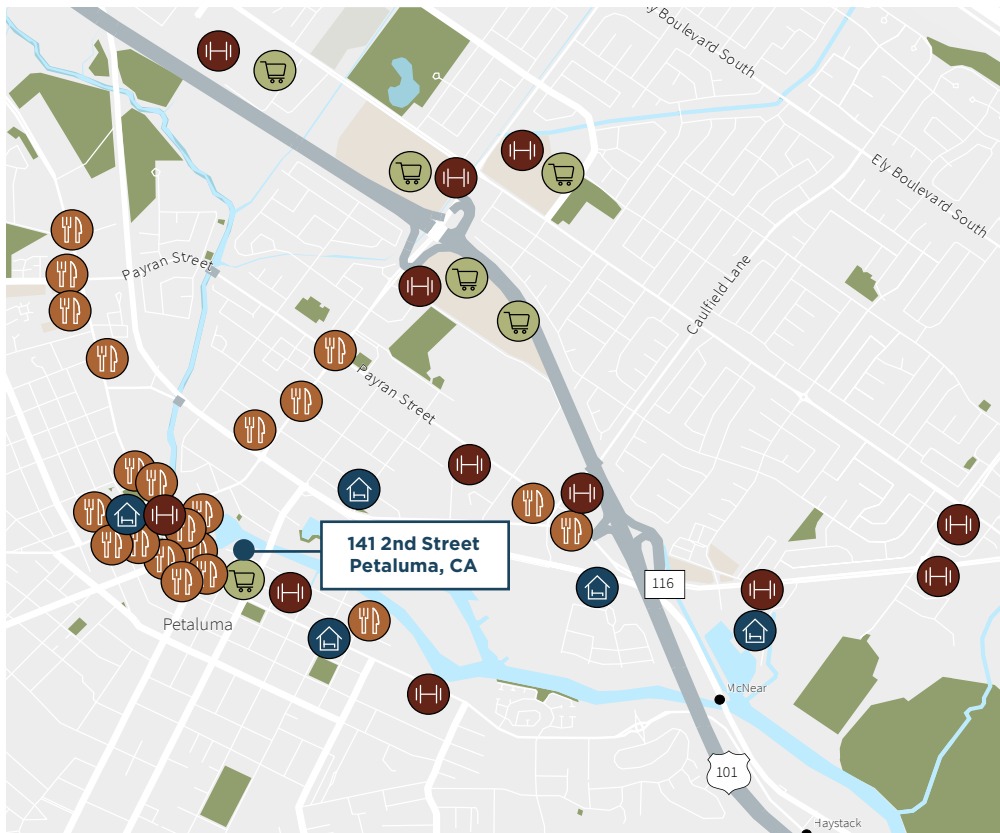 Ely Boulevard South
Ely Boulevard South
Payran Street
Caulfield Lane
Payran Street
141 2nd Street
Petaluma, CA
116
Petaluma
McNear
101
Haystack